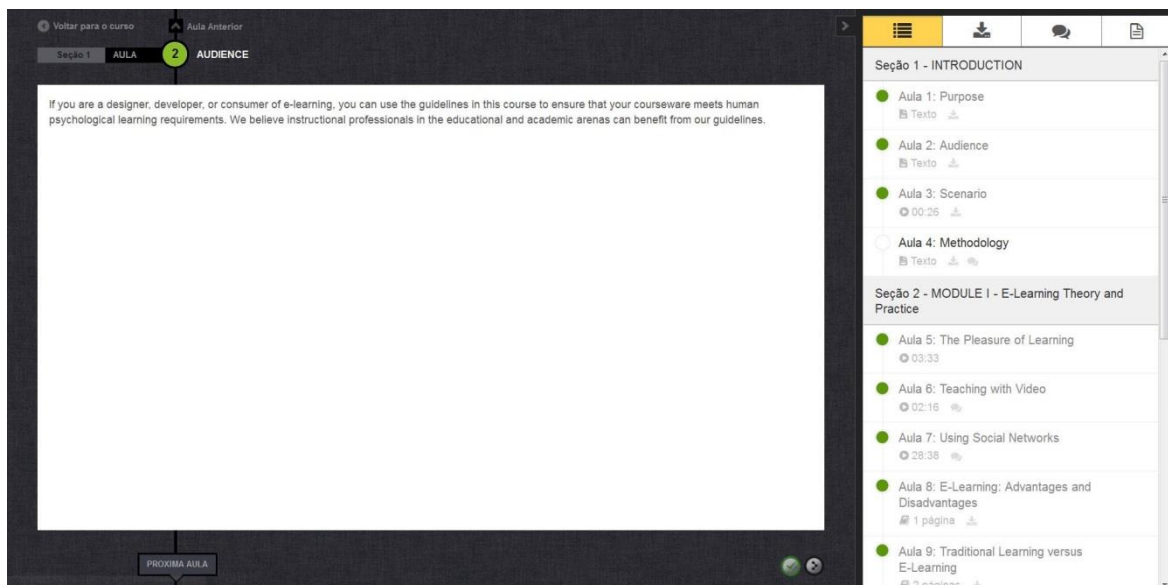 Voltar para o curso
Aula Anterior
Seção 1 AULA 2 AUDIENCE
If you are a designer, developer, or consumer of e-learning, you can use the guidelines in this course to ensure that your courseware meets human
psychological learning requirements. We believe instructional professionals in the educational and academic arenas can benefit from our guidelines.
PROXIMA AULA
Seção 1 - INTRODUCTION
Aula 1: Purpose
Texto
Aula 2: Audience
Texto
Aula 3: Scenario
00:26
Aula 4: Methodology
Texto
Seção 2 - MODULE I - E-Learning Theory and
Practice
Aula 5: The Pleasure of Learning
03:33
Aula 6: Teaching with Video
02:16
Aula 7: Using Social Networks
28:38
Aula 8: E-Learning: Advantages and
Disadvantages
1 página
Aula 9: Traditional Learning versus
E-Learning
2 páginas